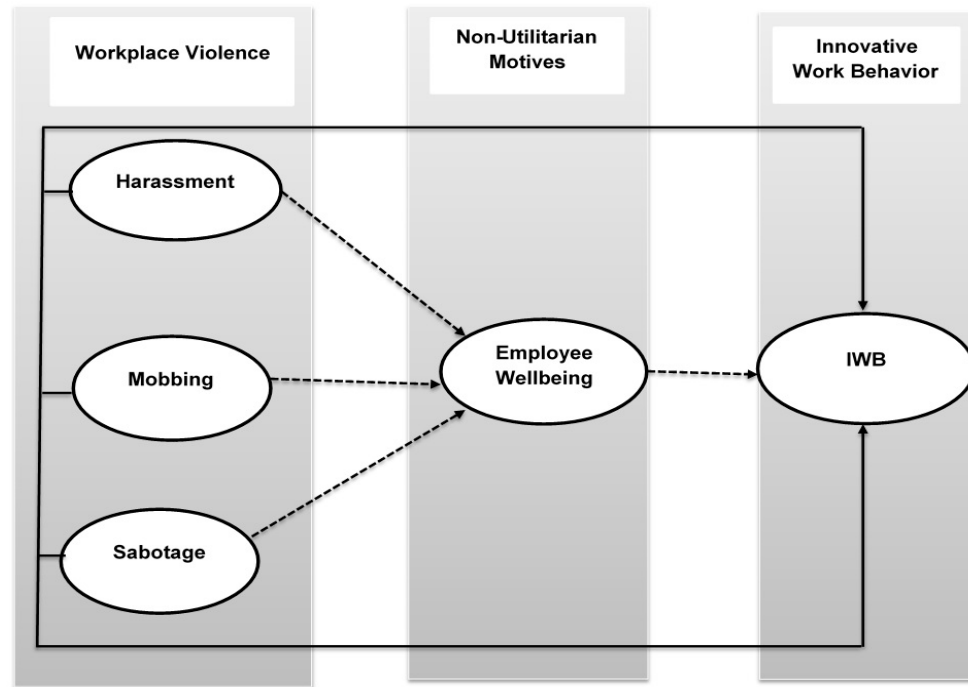 Workplace Violence
Non-Utilitarian
Motives
Innovative
Work Behavior
Harassment
Mobbing
Sabotage
Employee
Wellbeing
IWB